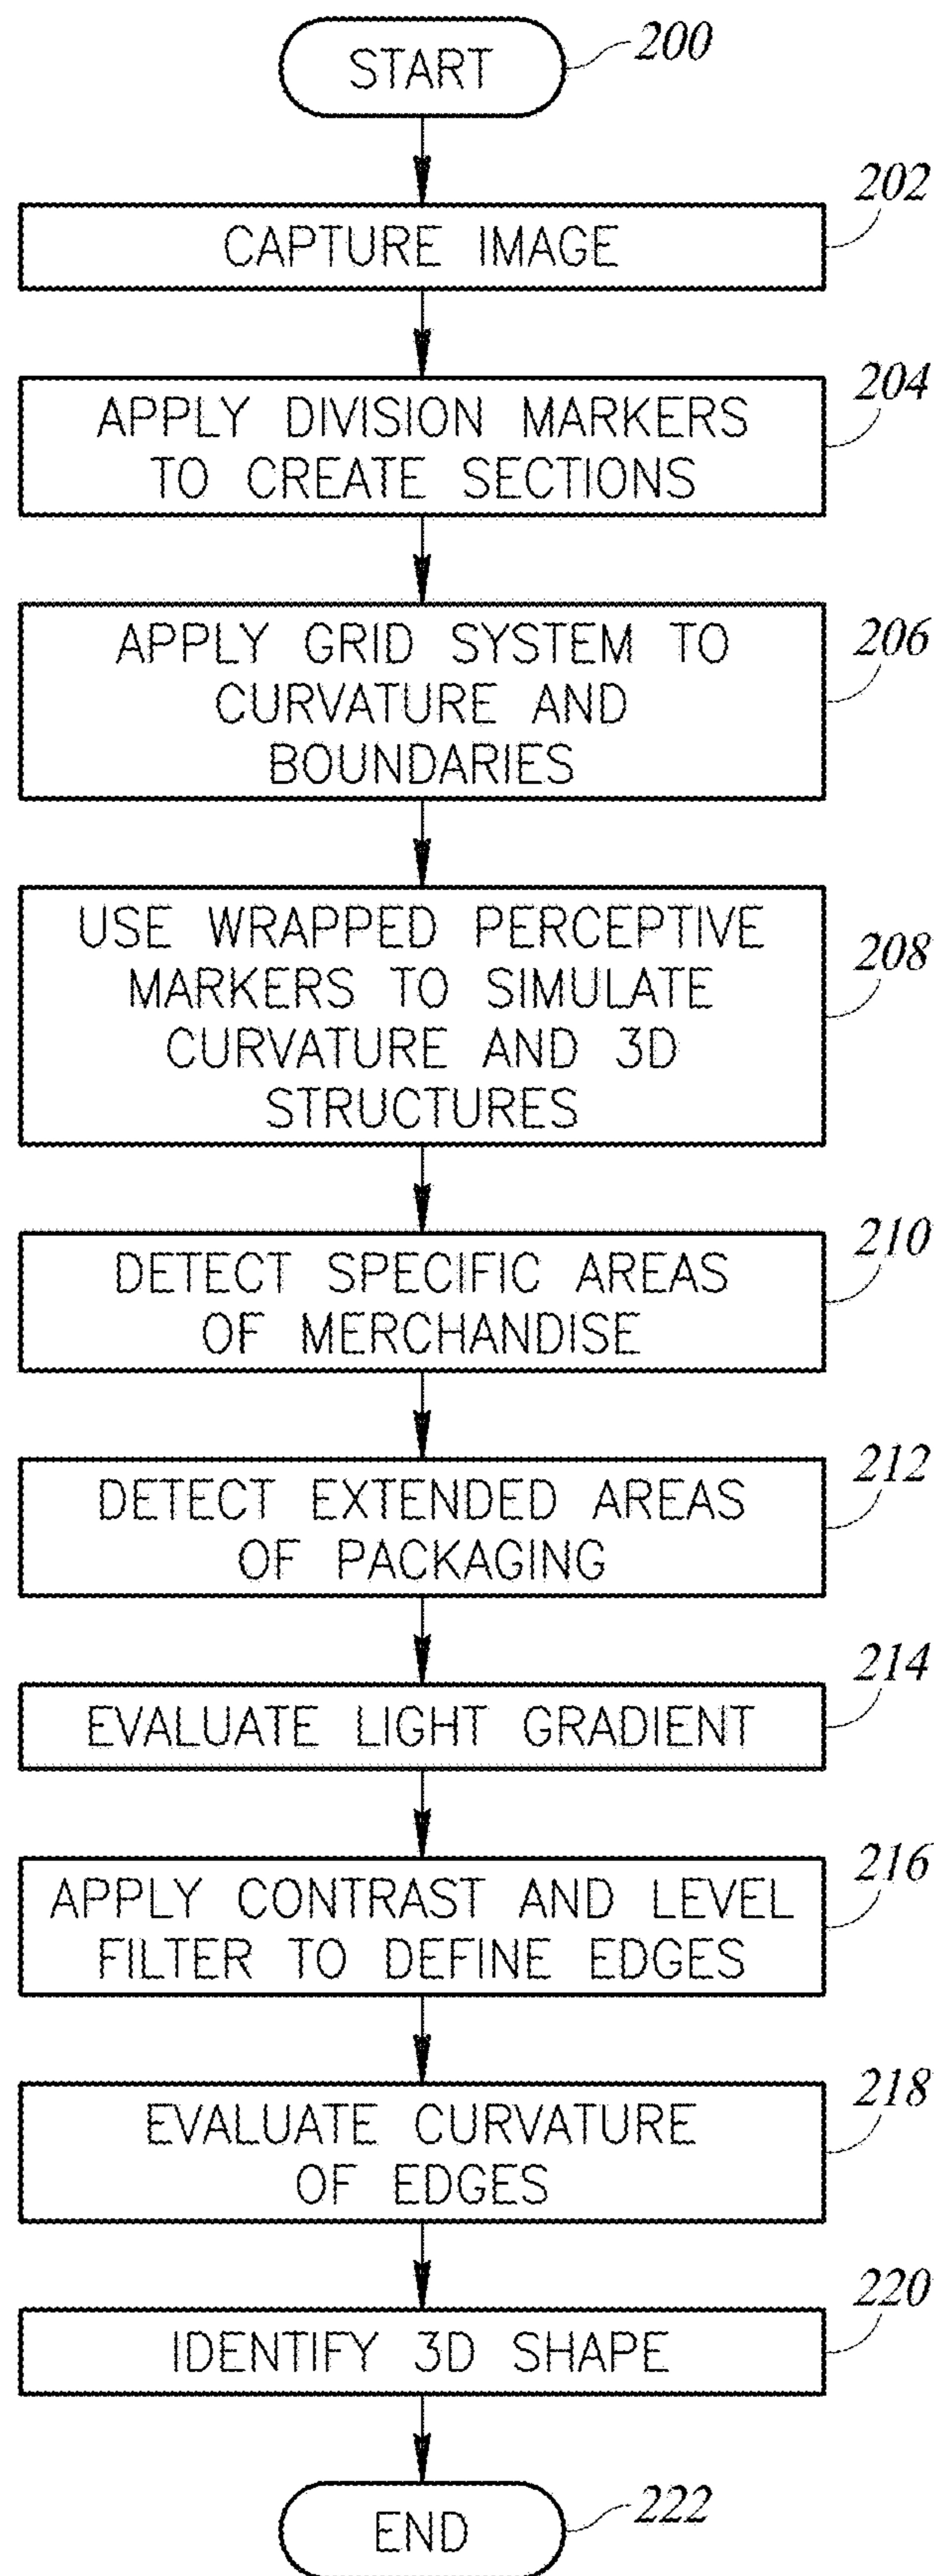 START
200
202
CAPTURE IMAGE
204
APPLY DIVISION MARKERS
TO CREATE SECTIONS
206
APPLY GRID SYSTEM TO
CURVATURE AND
BOUNDARIES
208
USE WRAPPED PERCEPTIVE
MARKERS TO SIMULATE
CURVATURE AND 3D
STRUCTURES
210
DETECT SPECIFIC AREAS
OF MERCHANDISE
212
DETECT EXTENDED AREAS
OF PACKAGING
214
EVALUATE LIGHT GRADIENT
216
APPLY CONTRAST AND LEVEL
FILTER TO DEFINE EDGES
218
EVALUATE CURVATURE
OF EDGES
220
IDENTIFY 3D SHAPE
222
END